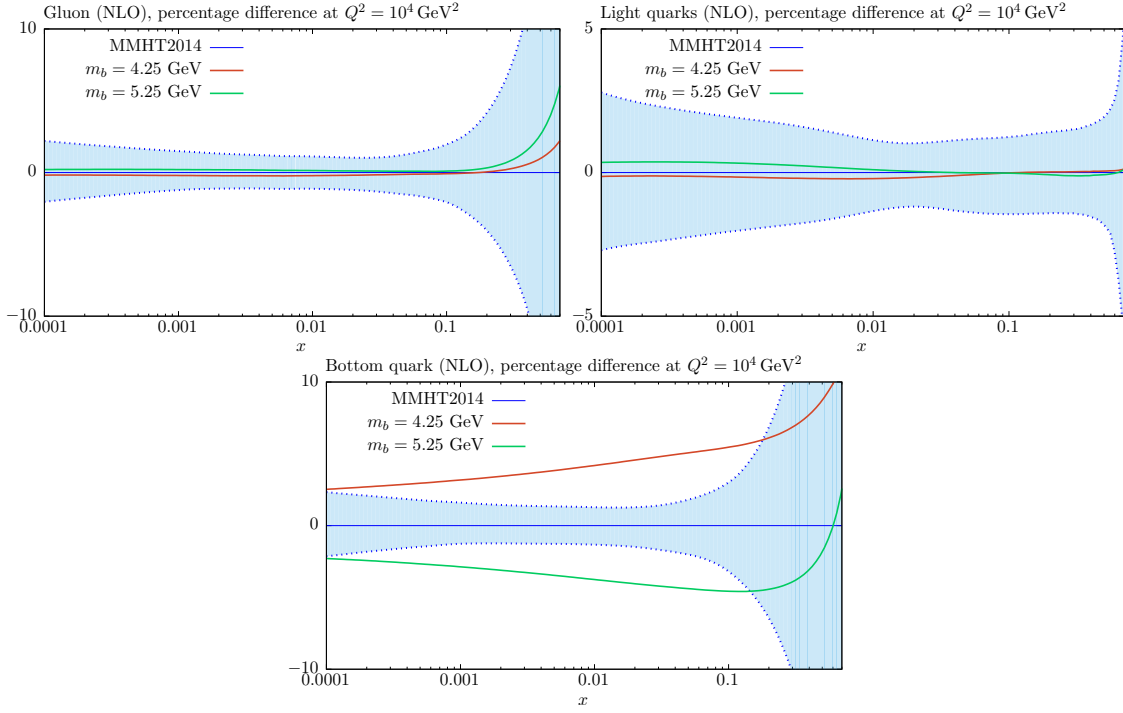 Gluon (NLO), percentage difference at Q² = 10⁴ GeV²
10
MMHT2014
m_b = 4.25 GeV
m_b = 5.25 GeV
0
−10
0.0001 0.001 0.01 0.1
x
Light quarks (NLO), percentage difference at Q² = 10⁴ GeV²
5
MMHT2014
m_b = 4.25 GeV
m_b = 5.25 GeV
0
−5
0.0001 0.001 0.01 0.1
x
Bottom quark (NLO), percentage difference at Q² = 10⁴ GeV²
10
MMHT2014
m_b = 4.25 GeV
m_b = 5.25 GeV
0
−10
0.0001 0.001 0.01 0.1
x